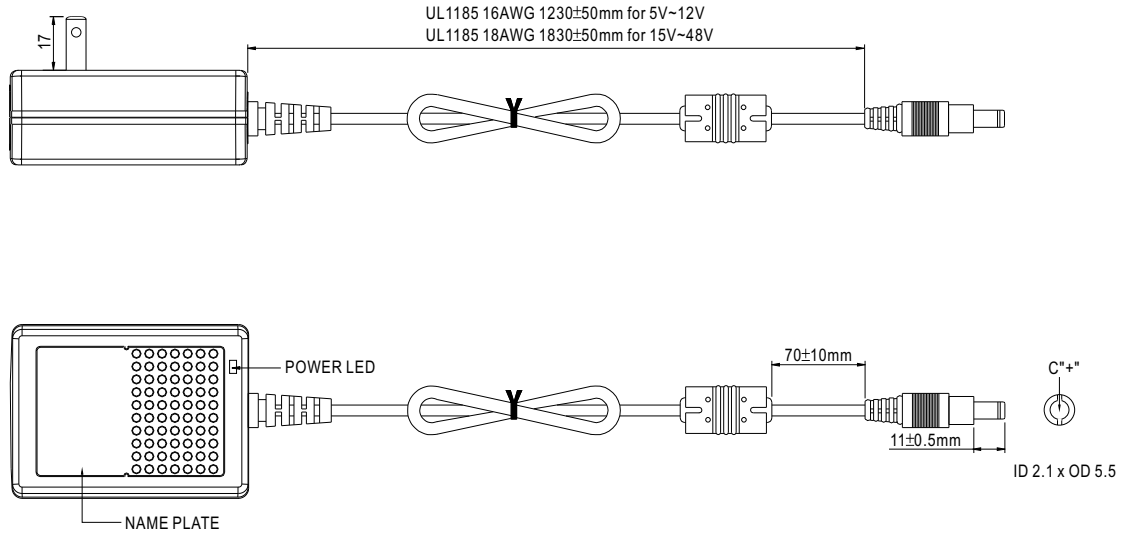 UL1185 16AWG 1230±50mm for 5V~12V
UL1185 18AWG 1830±50mm for 15V~48V
17
POWER LED
70±10mm
C"+"
11±0.5mm
ID 2.1 x OD 5.5
NAME PLATE